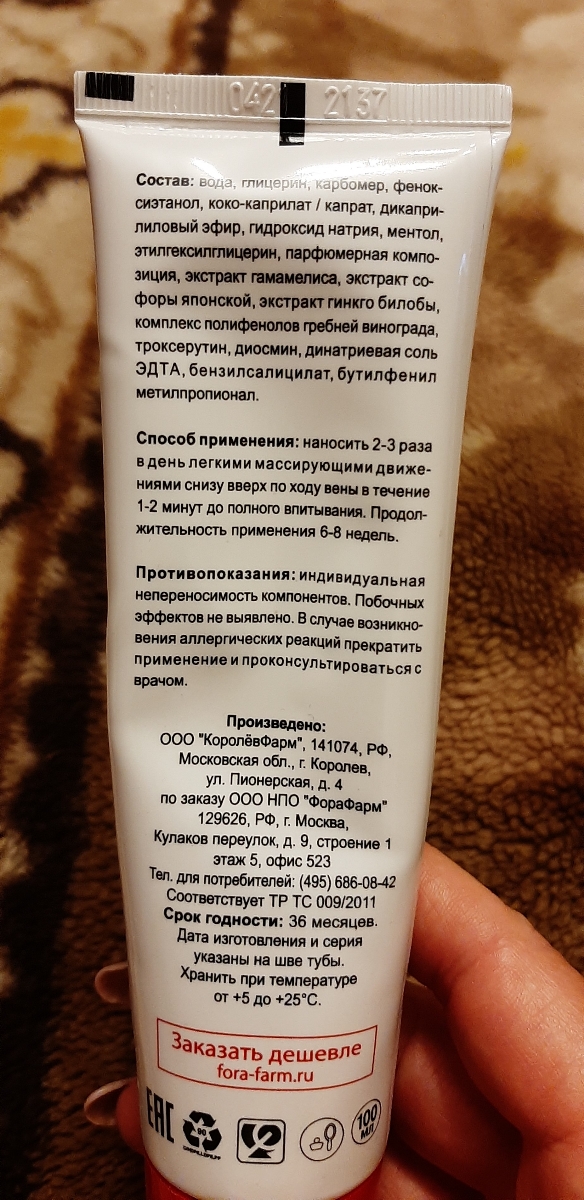 042 2137
Состав: вода, глицерин, карбомер, фенок-
сиэтанол, коко-каприлат / капрат, дикапри-
лиловый эфир, гидроксид натрия, ментол,
этилгексилглицерин, парфюмерная компо-
зиция, экстракт гамамелиса, экстракт со-
форы японской, экстракт гинкго билобы,
комплекс полифенолов гребней винограда,
троксерутин, диосмин, динатриевая соль
ЭДТА, бензилсалицилат, бутилфенил
метилпропионал.
Способ применения: наносить 2-3 раза
в день легкими массирующими движе-
ниями снизу вверх по ходу вены в течение
1-2 минут до полного впитывания. Продол-
жительность применения 6-8 недель.
Противопоказания: индивидуальная
непереносимость компонентов. Побочных
эффектов не выявлено. В случае возникно-
вения аллергических реакций прекратить
применение и проконсультироваться с
врачом.
Произведено:
ООО "КоролёвФарм", 141074, РФ,
Московская обл., г. Королев,
ул. Пионерская, д. 4
по заказу ООО НПО "ФораФарм"
129626, РФ, г. Москва,
Кулаков переулок, д. 9, строение 1
этаж 5, офис 523
Тел. для потребителей: (495) 686-08-42
Соответствует ТР ТС 009/2011
Срок годности: 36 месяцев.
Дата изготовления и серия
указаны на шве тубы.
Хранить при температуре
от +5 до +25°C.
Заказать дешевле
fora-farm.ru
EAC 90 100
МЛ